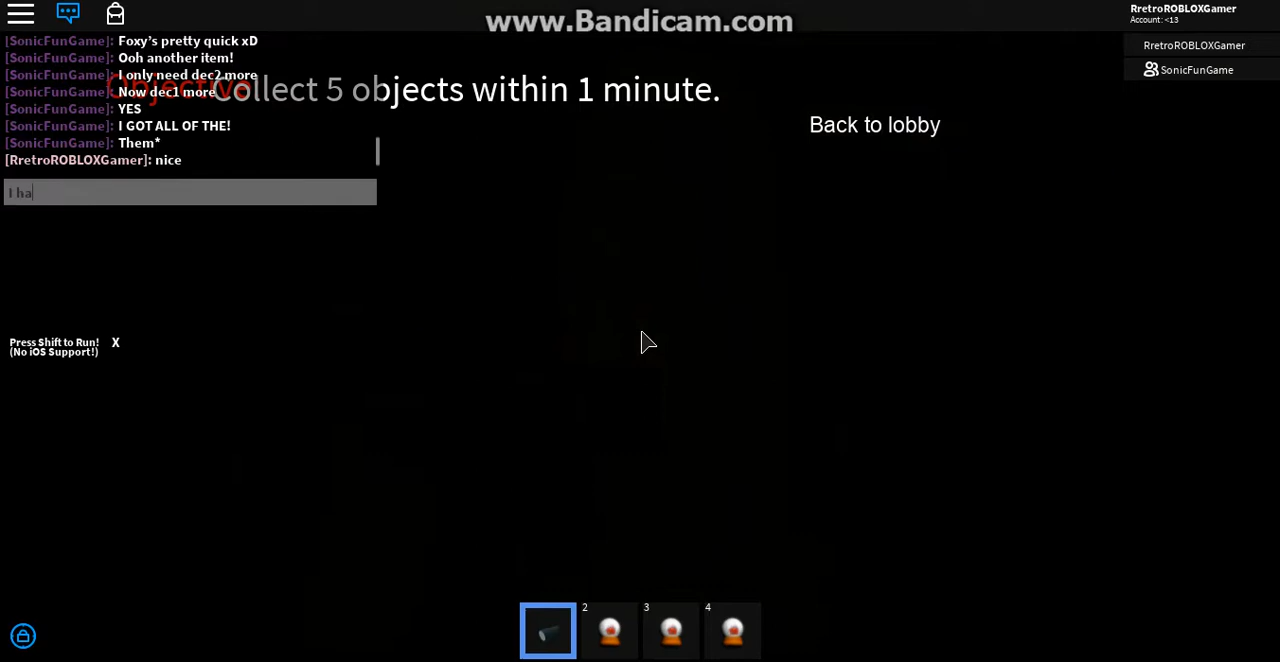 www.Bandicam.com
RretroROBLOXGamer
Account: <13
RretroROBLOXGamer
SonicFunGame
[SonicFunGame]: Foxy's pretty quick xD
[SonicFunGame]: Ooh another item!
[SonicFunGame]: I only need dec2 more
[SonicFunGame]: Now dec1 more
[SonicFunGame]: YES
[SonicFunGame]: I GOT ALL OF THE!
[SonicFunGame]: Them*
[RretroROBLOXGamer]: nice
Objective: Collect 5 objects within 1 minute.
Back to lobby
I ha
Press Shift to Run! X
(No iOS Support!)
2 3 4